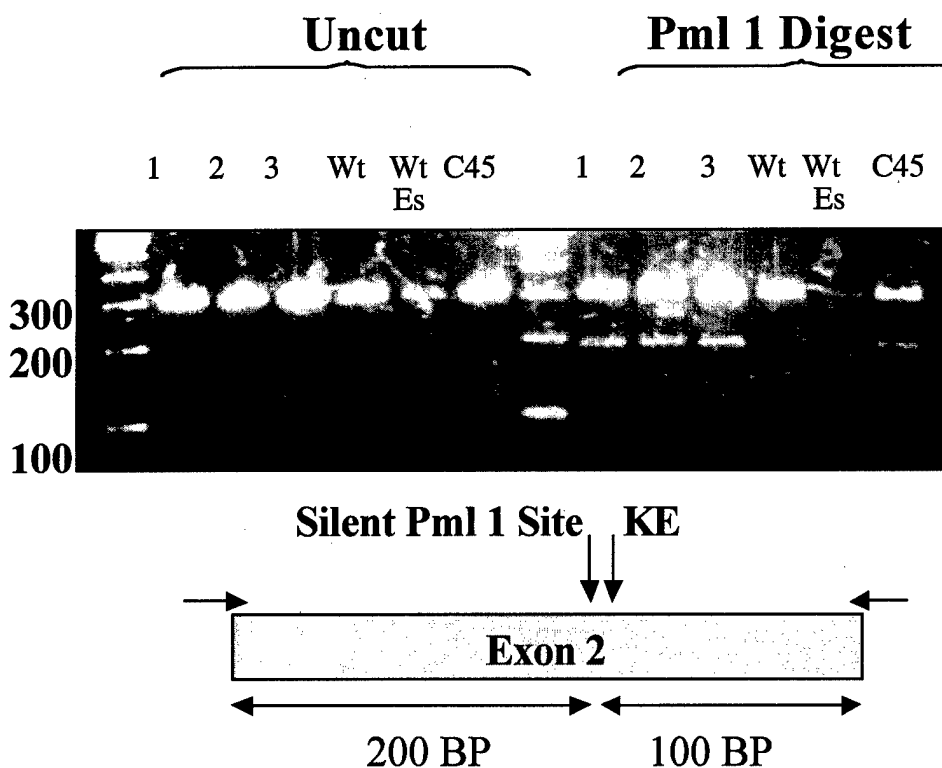 Uncut Pml 1 Digest
1 2 3 Wt Wt C45 1 2 3 Wt Wt C45
Es Es
300
200
100
Silent Pml 1 Site KE
Exon 2
200 BP 100 BP